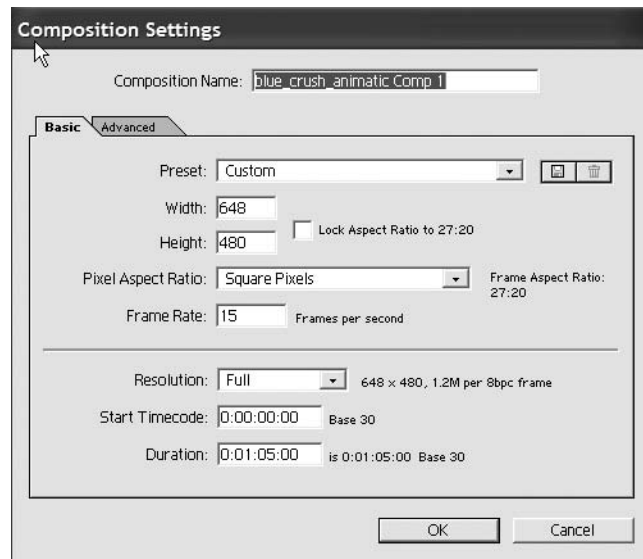 Composition Settings
Composition Name: blue_crush_animatic Comp 1
Basic Advanced
Preset: Custom
Width: 648
Lock Aspect Ratio to 27:20
Height: 480
Pixel Aspect Ratio: Square Pixels Frame Aspect Ratio:
27:20
Frame Rate: 15 Frames per second
Resolution: Full 648 x 480, 1.2M per 8bpc frame
Start Timecode: 0:00:00:00 Base 30
Duration: 0:01:05:00 is 0:01:05:00 Base 30
OK Cancel